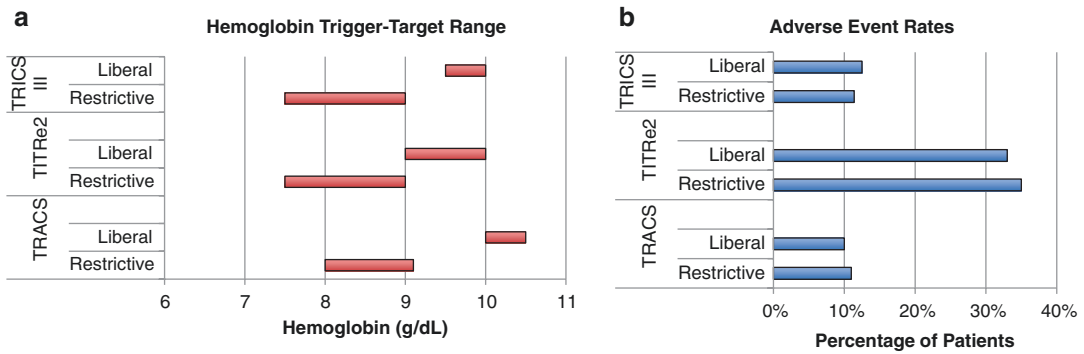 a
Hemoglobin Trigger-Target Range
TRICS
III
Liberal
Restrictive
TITRe2
Liberal
Restrictive
TRACS
Liberal
Restrictive
6 7 8 9 10 11
Hemoglobin (g/dL)
b
Adverse Event Rates
TRICS
III
Liberal
Restrictive
TITRe2
Liberal
Restrictive
TRACS
Liberal
Restrictive
0% 10% 20% 30% 40%
Percentage of Patients